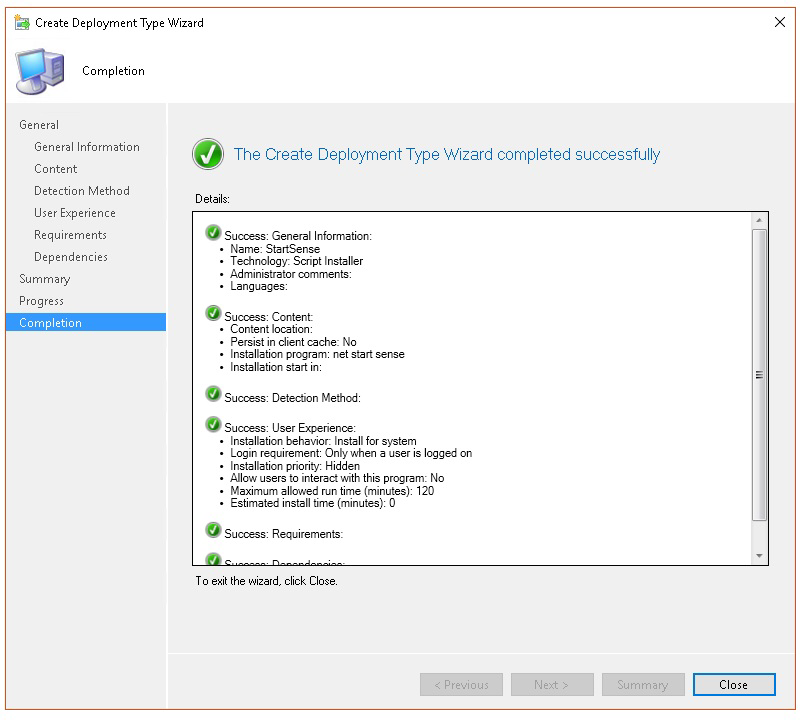 Create Deployment Type Wizard
Completion
General
General Information
Content
Detection Method
User Experience
Requirements
Dependencies
Summary
Progress
Completion
The Create Deployment Type Wizard completed successfully
Details:
Success: General Information:
• Name: StartSense
• Technology: Script Installer
• Administrator comments:
• Languages:
Success: Content:
• Content location:
• Persist in client cache: No
• Installation program: net start sense
• Installation start in:
Success: Detection Method:
Success: User Experience:
• Installation behavior: Install for system
• Login requirement: Only when a user is logged on
• Installation priority: Hidden
• Allow users to interact with this program: No
• Maximum allowed run time (minutes): 120
• Estimated install time (minutes): 0
Success: Requirements:
Success: Dependencies:
To exit the wizard, click Close.
< Previous
Next >
Summary
Close